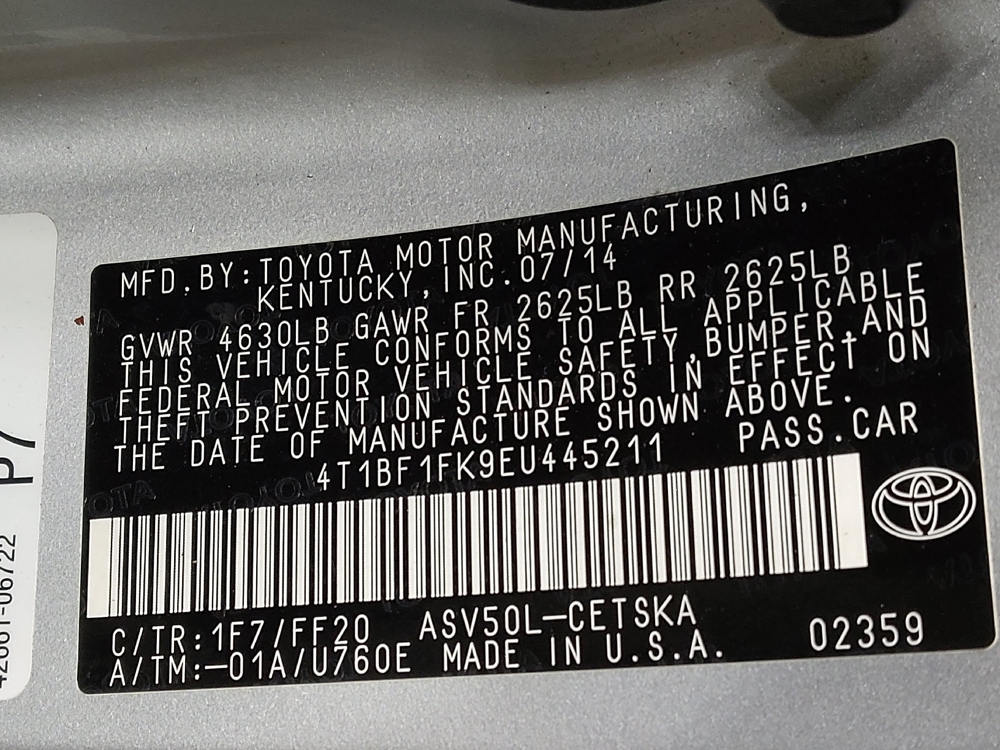 MFD.BY:TOYOTA MOTOR MANUFACTURING,
KENTUCKY,INC.07/14
GVWR 4630LB GAWR FR 2625LB RR 2625LB
THIS VEHICLE CONFORMS TO ALL APPLICABLE
FEDERAL MOTOR VEHICLE SAFETY,BUMPER,AND
THEFT PREVENTION STANDARDS IN EFFECT ON
THE DATE OF MANUFACTURE SHOWN ABOVE.
4T1BF1FK9EU445211 PASS.CAR
C/TR:1F7/FF20 ASV50L-CETSKA
A/TM:-01A/U760E MADE IN U.S.A. 02359
P7